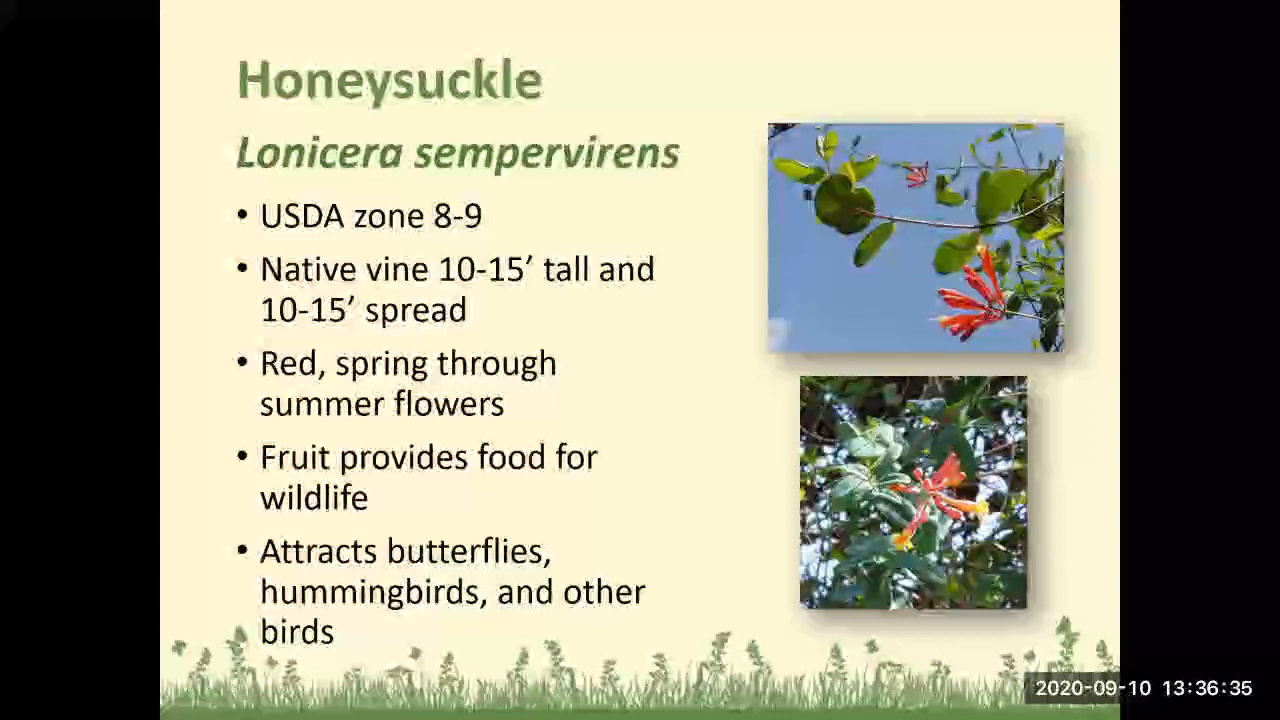 Honeysuckle
Lonicera sempervirens
• USDA zone 8-9
• Native vine 10-15′ tall and
10-15′ spread
• Red, spring through
summer flowers
• Fruit provides food for
wildlife
• Attracts butterflies,
hummingbirds, and other
birds
2020-09-10 13:36:35